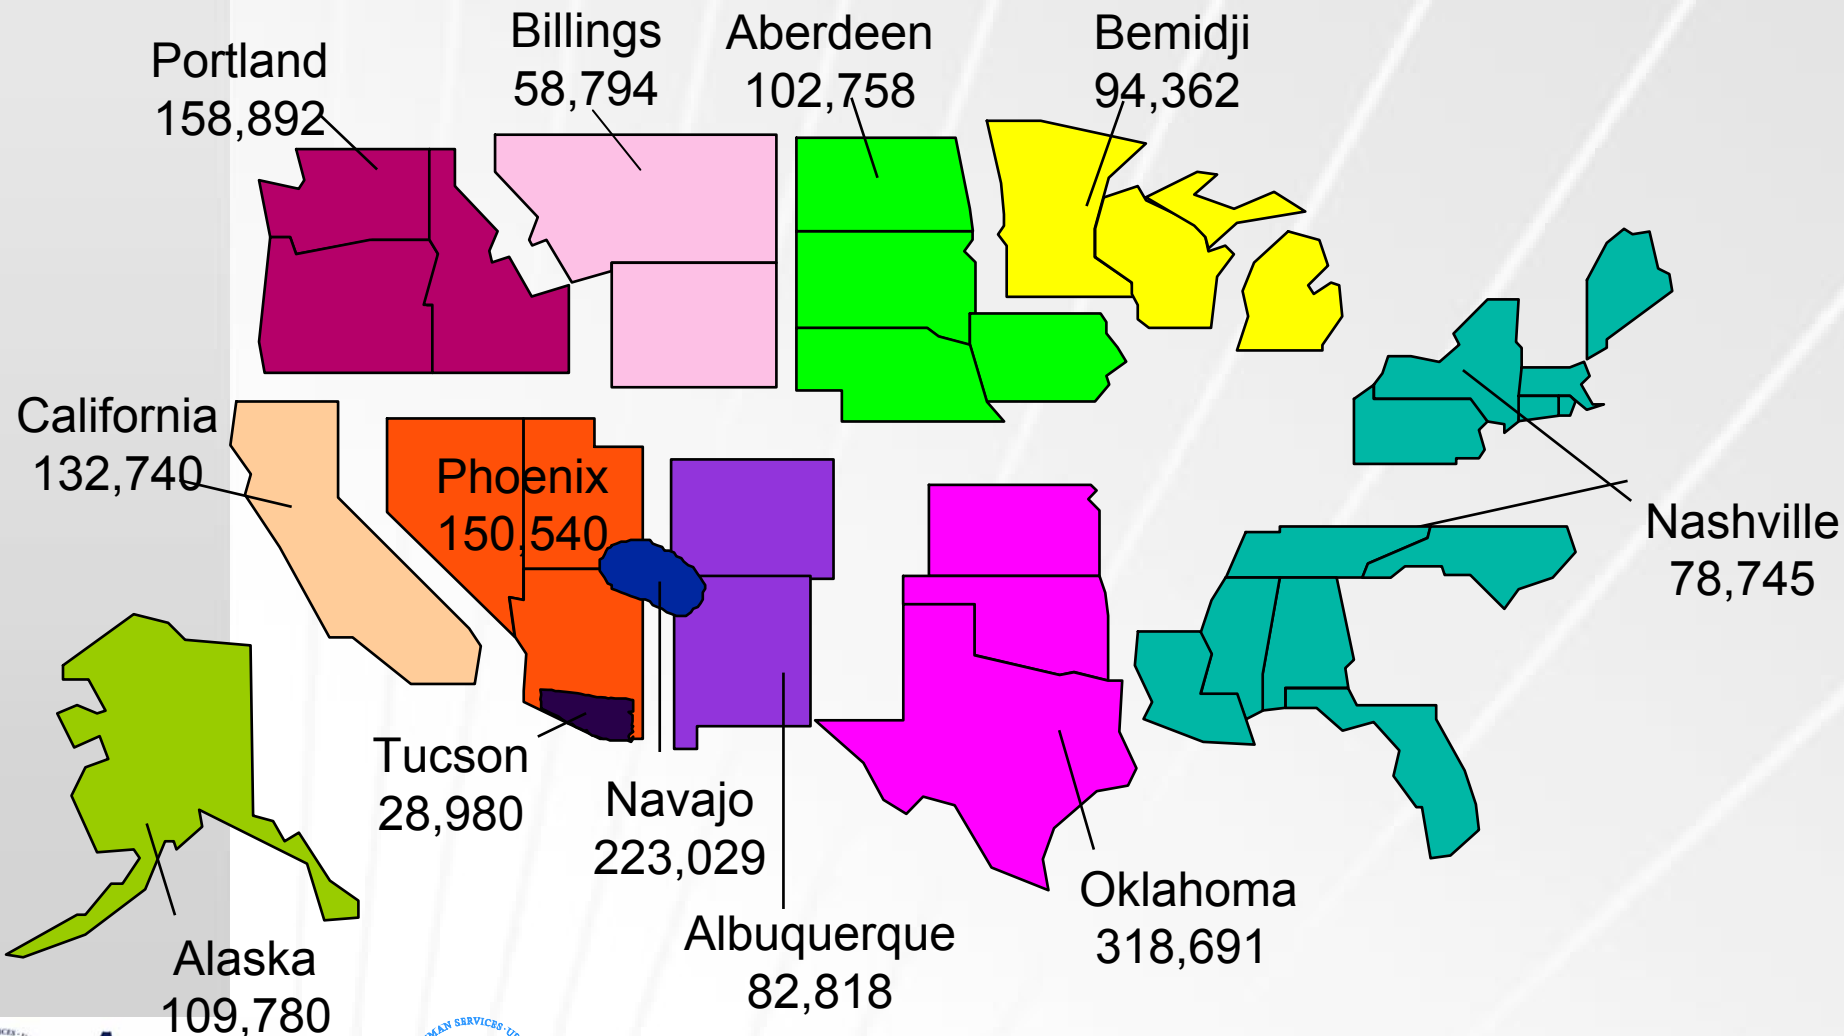 Billings
58,794
Aberdeen
102,758
Bemidji
94,362
Portland
158,892
California
132,740
Phoenix
150,540
Nashville
78,745
Tucson
28,980
Navajo
223,029
Oklahoma
318,691
Albuquerque
82,818
Alaska
109,780
SERVICES